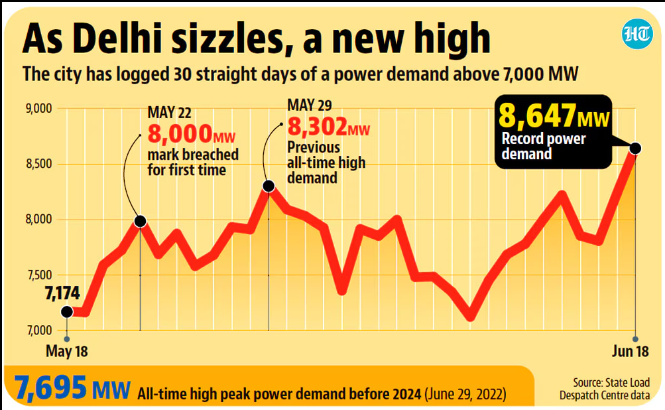 As Delhi sizzles, a new high
HT
The city has logged 30 straight days of a power demand above 7,000 MW
9,000
8,500
8,000
7,500
7,000
7,174
MAY 22
8,000MW
mark breached
for first time
MAY 29
8,302MW
Previous
all-time high
demand
8,647MW
Record power
demand
May 18
Jun 18
7,695 MW All-time high peak power demand before 2024 (June 29, 2022)
Source: State Load
Despatch Centre data